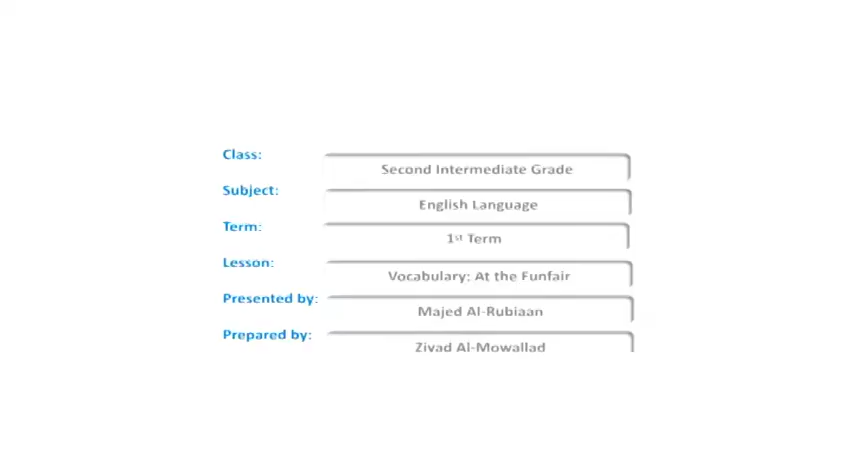 Class: Second Intermediate Grade
Subject: English Language
Term: 1st Term
Lesson: Vocabulary: At the Funfair
Presented by: Majed Al-Rubiaan
Prepared by: Ziyad Al-Mowallad